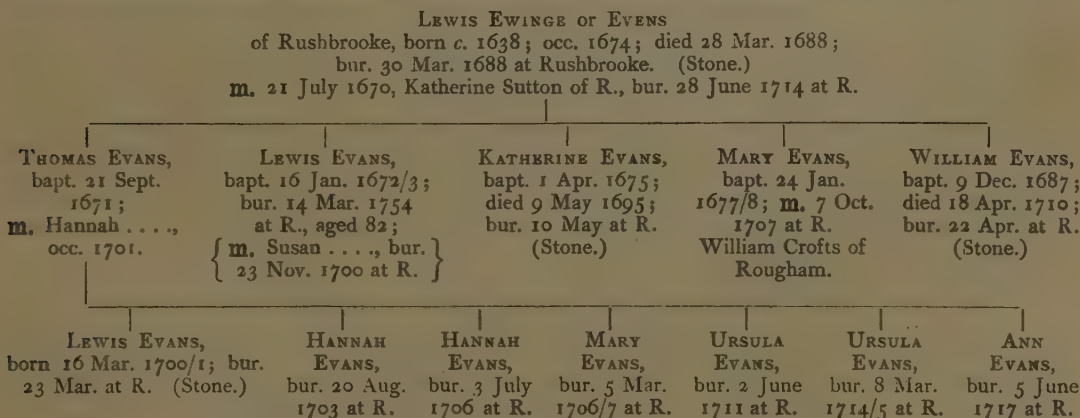 LEWIS EWINGE or EVENS
of Rushbrooke, born c. 1638; occ. 1674; died 28 Mar. 1688;
bur. 30 Mar. 1688 at Rushbrooke. (Stone.)
m. 21 July 1670, Katherine Sutton of R., bur. 28 June 1714 at R.
THOMAS EVANS,
bapt. 21 Sept.
1671;
m. Hannah . . . .,
occ. 1701.
LEWIS EVANS,
bapt. 16 Jan. 1672/3;
bur. 14 Mar. 1754
at R., aged 82;
{ m. Susan . . . ., bur. }
{ 23 Nov. 1700 at R. }
KATHERINE EVANS,
bapt. 1 Apr. 1675;
died 9 May 1695;
bur. 10 May at R.
(Stone.)
MARY EVANS,
bapt. 24 Jan.
1677/8; m. 7 Oct.
1707 at R.
William Crofts of
Rougham.
WILLIAM EVANS,
bapt. 9 Dec. 1687;
died 18 Apr. 1710;
bur. 22 Apr. at R.
(Stone.)
LEWIS EVANS,
born 16 Mar. 1700/1; bur.
23 Mar. at R. (Stone.)
HANNAH
EVANS,
bur. 20 Aug.
1703 at R.
HANNAH
EVANS,
bur. 3 July
1706 at R.
MARY
EVANS,
bur. 5 Mar.
1706/7 at R.
URSULA
EVANS,
bur. 2 June
1711 at R.
URSULA
EVANS,
bur. 8 Mar.
1714/5 at R.
ANN
EVANS,
bur. 5 June
1717 at R.